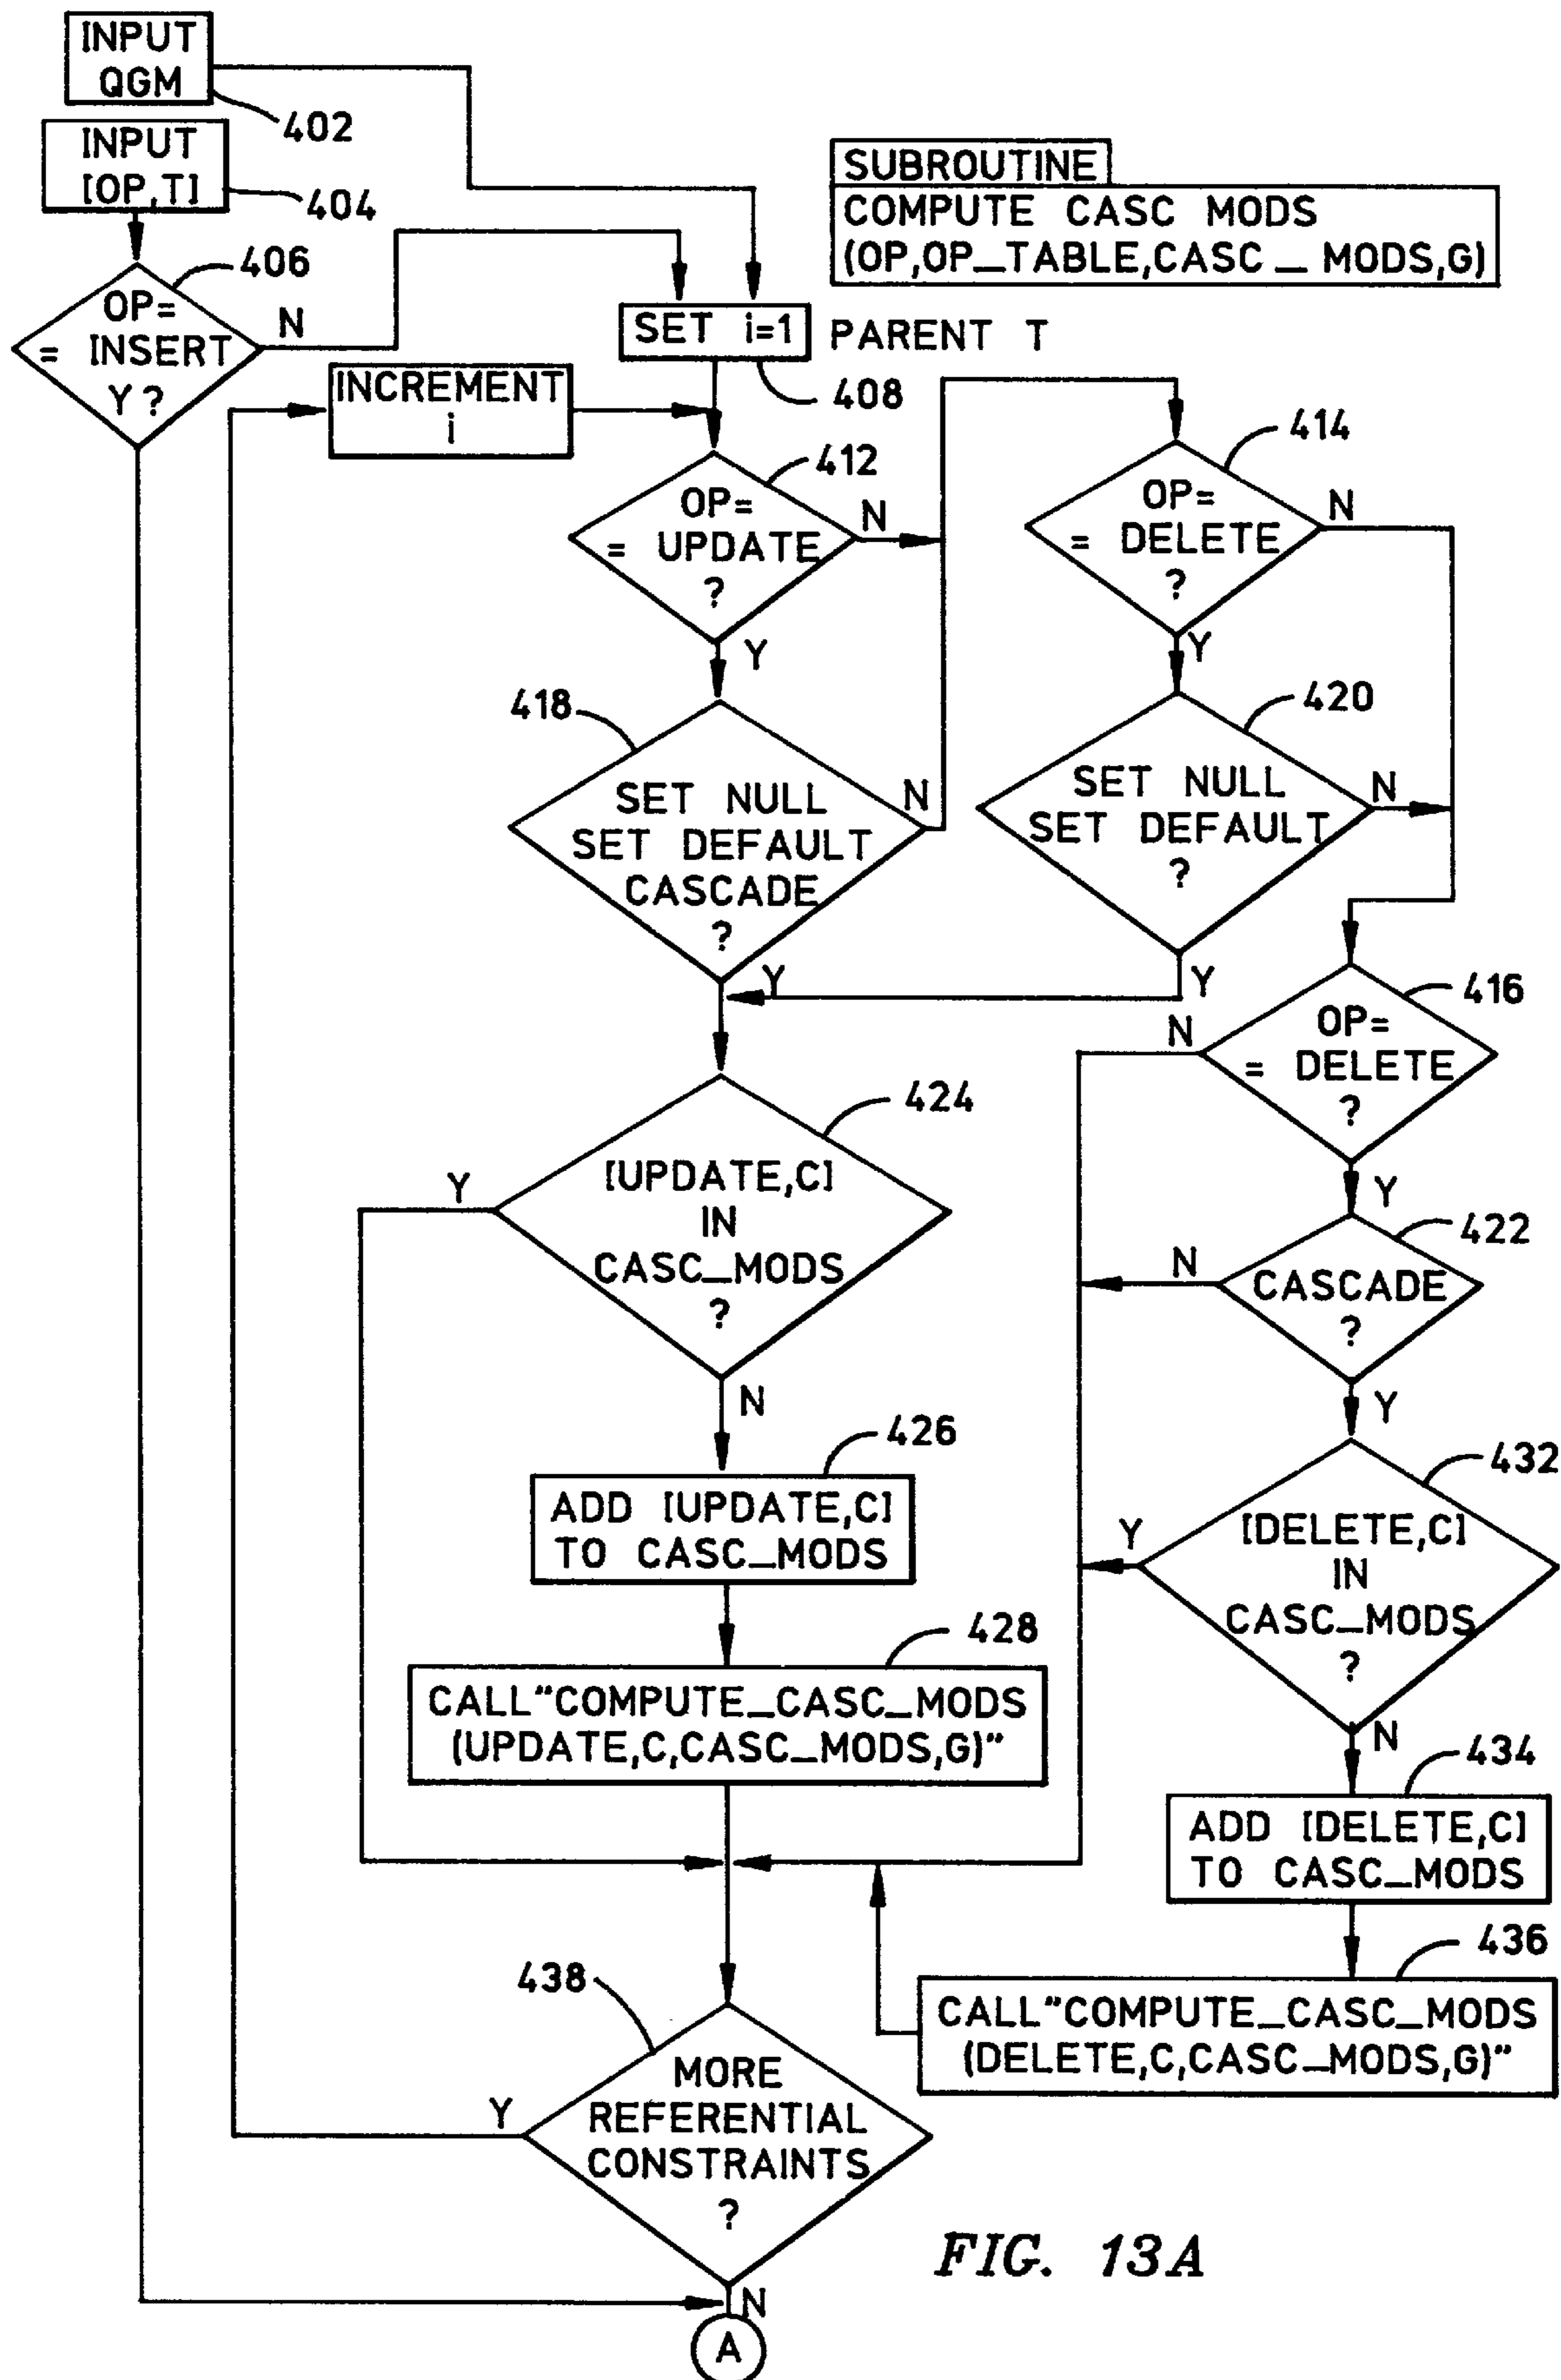 INPUT
QGM
402
INPUT
[OP,T]
404
SUBROUTINE
COMPUTE CASC MODS
(OP,OP_TABLE,CASC_MODS,G)
406
OP=
= INSERT
Y ?
N
SET i=1
PARENT T
408
INCREMENT
i
412
OP=
= UPDATE
?
N
Y
414
OP=
= DELETE
?
N
Y
418
SET NULL
SET DEFAULT
CASCADE
?
N
Y
420
SET NULL
SET DEFAULT
?
N
Y
416
OP=
= DELETE
?
N
Y
424
[UPDATE,C]
IN
CASC_MODS
?
Y
N
422
CASCADE
?
N
Y
426
ADD [UPDATE,C]
TO CASC_MODS
432
[DELETE,C]
IN
CASC_MODS
?
Y
N
428
CALL"COMPUTE_CASC_MODS
(UPDATE,C,CASC_MODS,G)"
434
ADD [DELETE,C]
TO CASC_MODS
436
CALL"COMPUTE_CASC_MODS
(DELETE,C,CASC_MODS,G)"
438
MORE
REFERENTIAL
CONSTRAINTS
?
Y
N
A
FIG. 13A